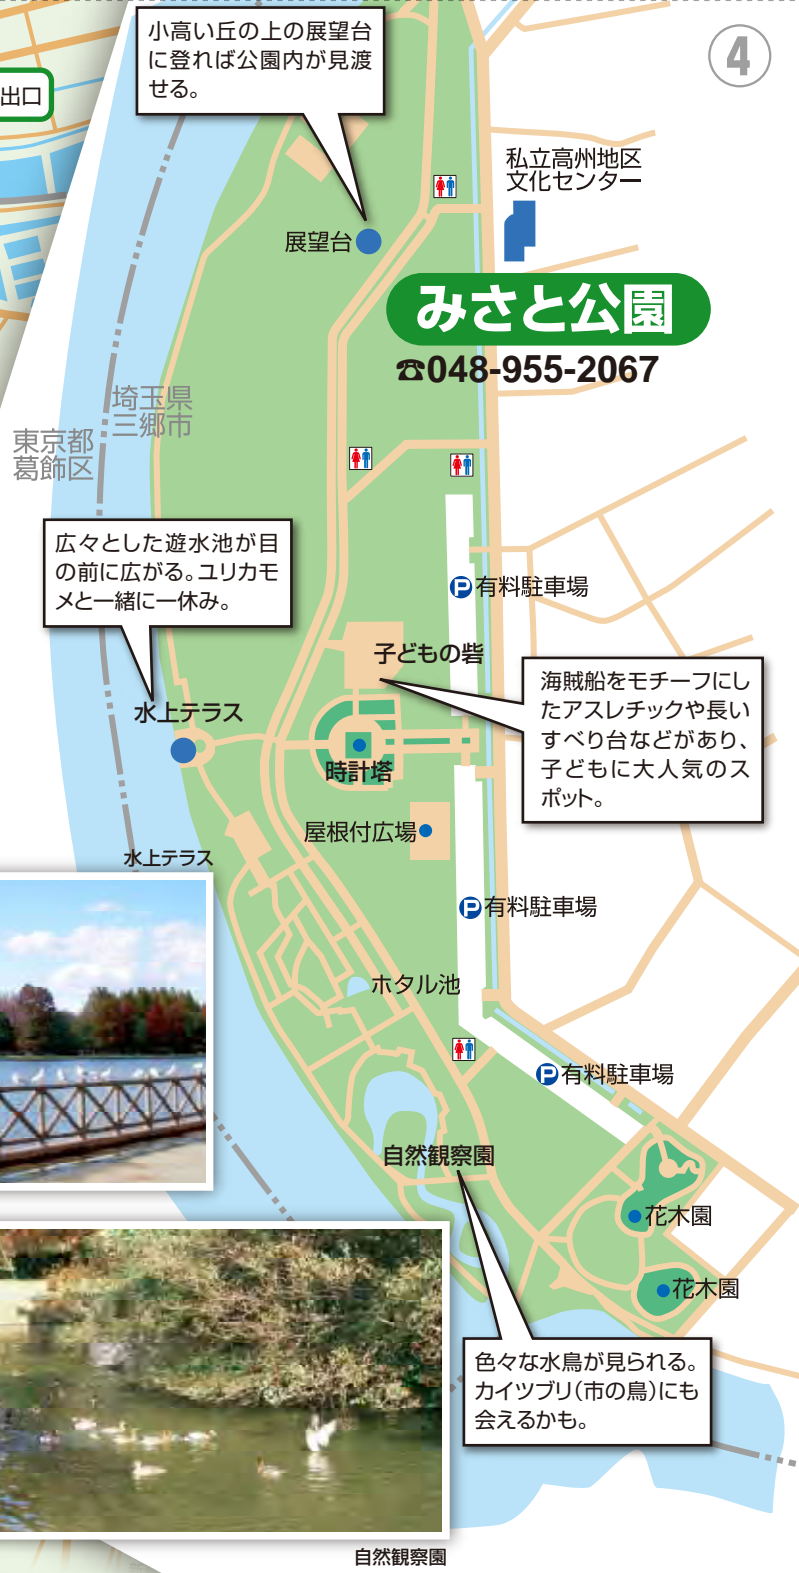 小高い丘の上の展望台
に登れば公園内が見渡
せる。
4
出口
私立高州地区
文化センター
展望台
みさと公園
☎048-955-2067
埼玉県
三郷市
東京都
葛飾区
広々とした遊水池が目
の前に広がる。ユリカモ
メと一緒に一休み。
P有料駐車場
子どもの砦
海賊船をモチーフにし
たアスレチックや長い
すべり台などがあり、
子どもに大人気のス
ポット。
水上テラス
時計塔
屋根付広場
水上テラス
P有料駐車場
ホタル池
P有料駐車場
自然観察園
花木園
花木園
色々な水鳥が見られる。
カイツブリ(市の鳥)にも
会えるかも。
自然観察園